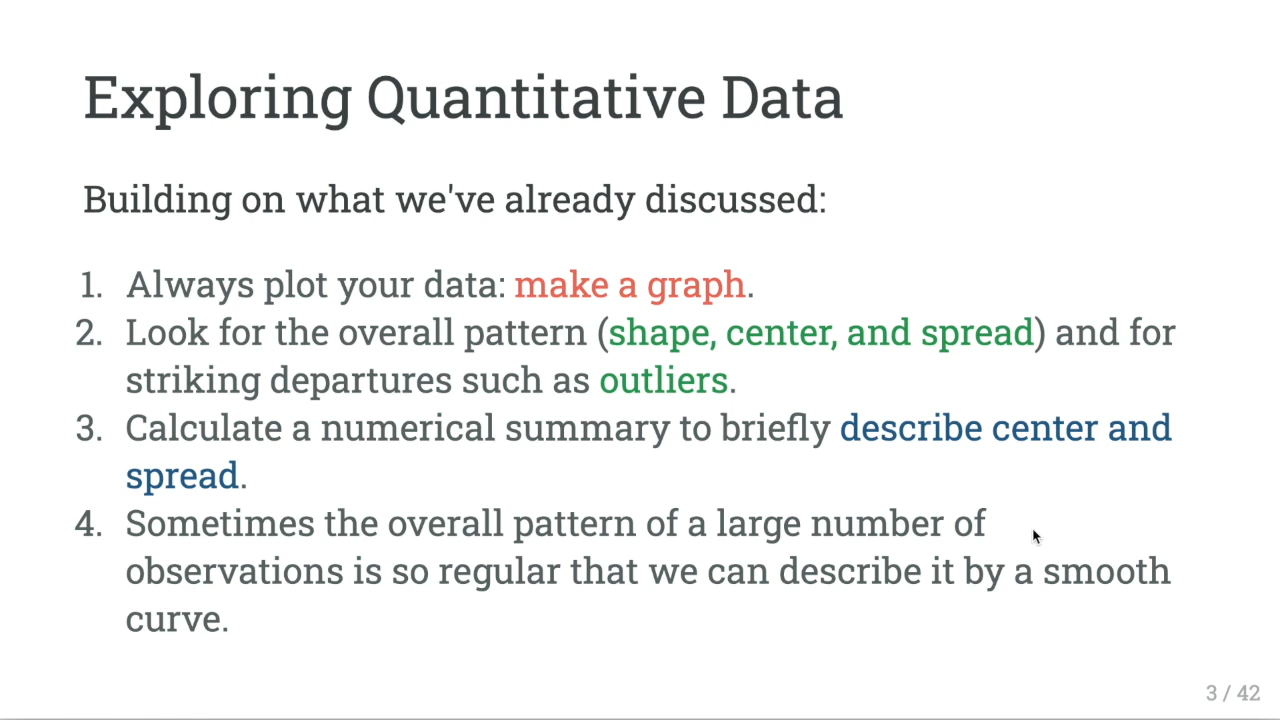 Exploring Quantitative Data
Building on what we've already discussed:
1. Always plot your data: make a graph.
2. Look for the overall pattern (shape, center, and spread) and for
striking departures such as outliers.
3. Calculate a numerical summary to briefly describe center and
spread.
4. Sometimes the overall pattern of a large number of
observations is so regular that we can describe it by a smooth
curve.
3 / 42